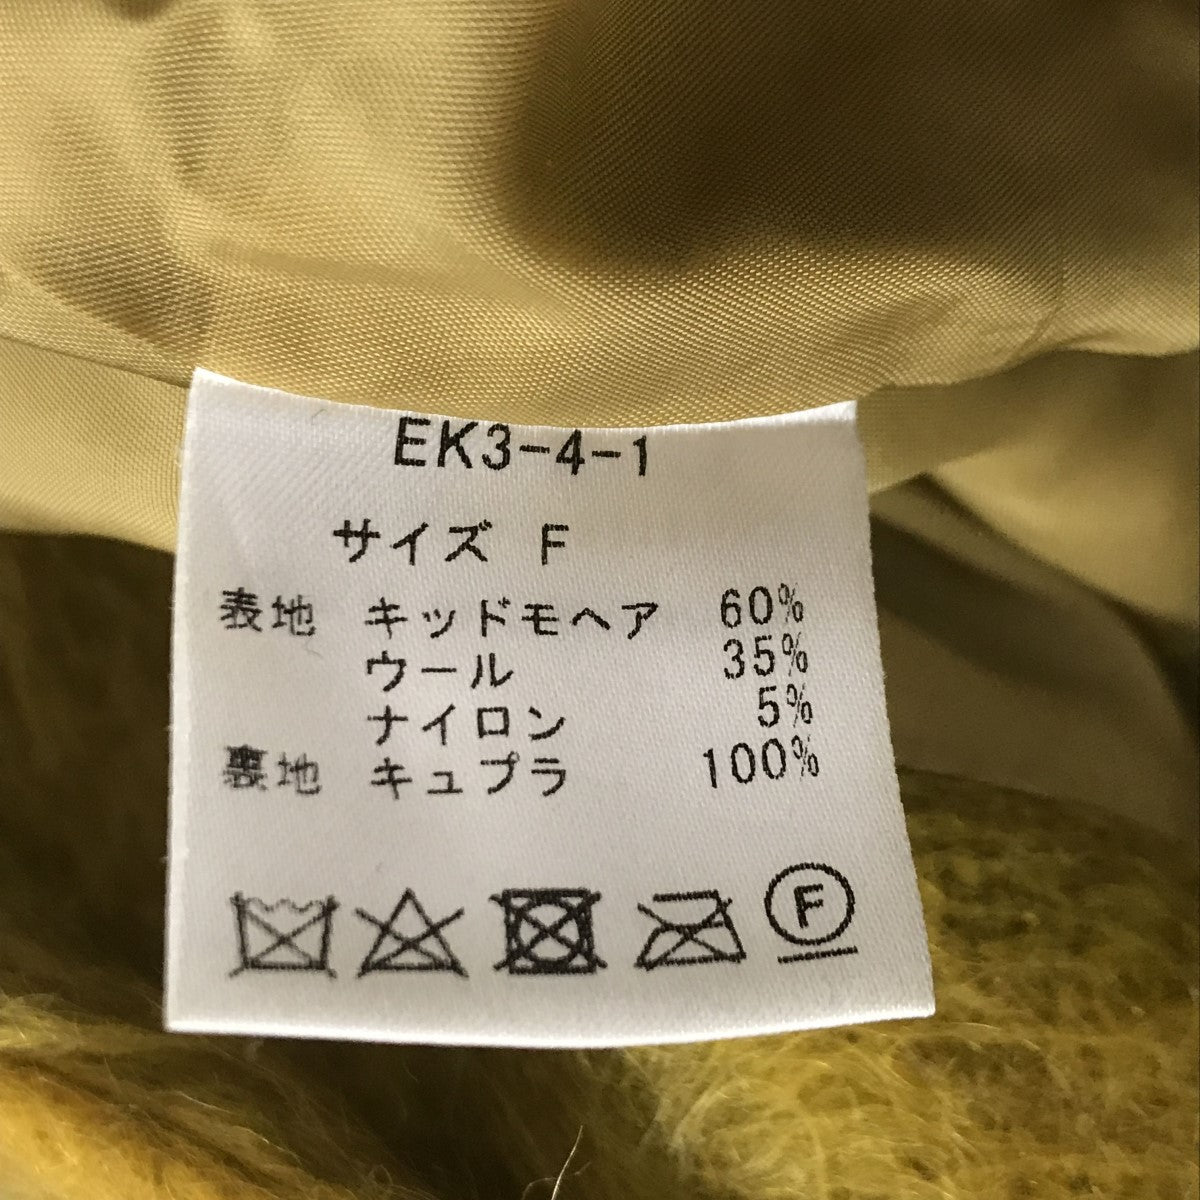 EK3-4-1
サイズ F
表地 キッドモヘア 60%
ウール 35%
ナイロン 5%
裏地 キュプラ 100%
F